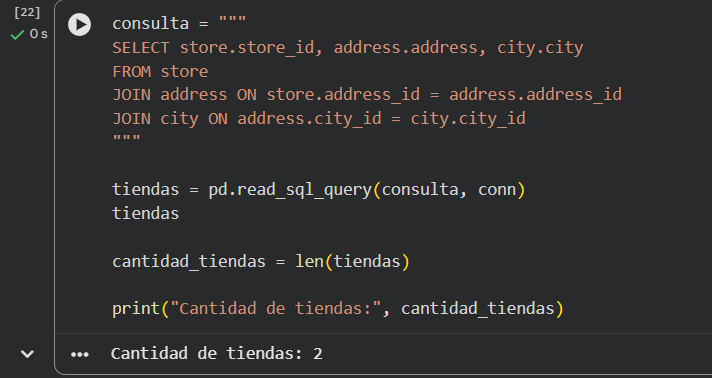 [22]
0 s
consulta = """
SELECT store.store_id, address.address, city.city
FROM store
JOIN address ON store.address_id = address.address_id
JOIN city ON address.city_id = city.city_id
"""
tiendas = pd.read_sql_query(consulta, conn)
tiendas
cantidad_tiendas = len(tiendas)
print("Cantidad de tiendas:", cantidad_tiendas)
Cantidad de tiendas: 2